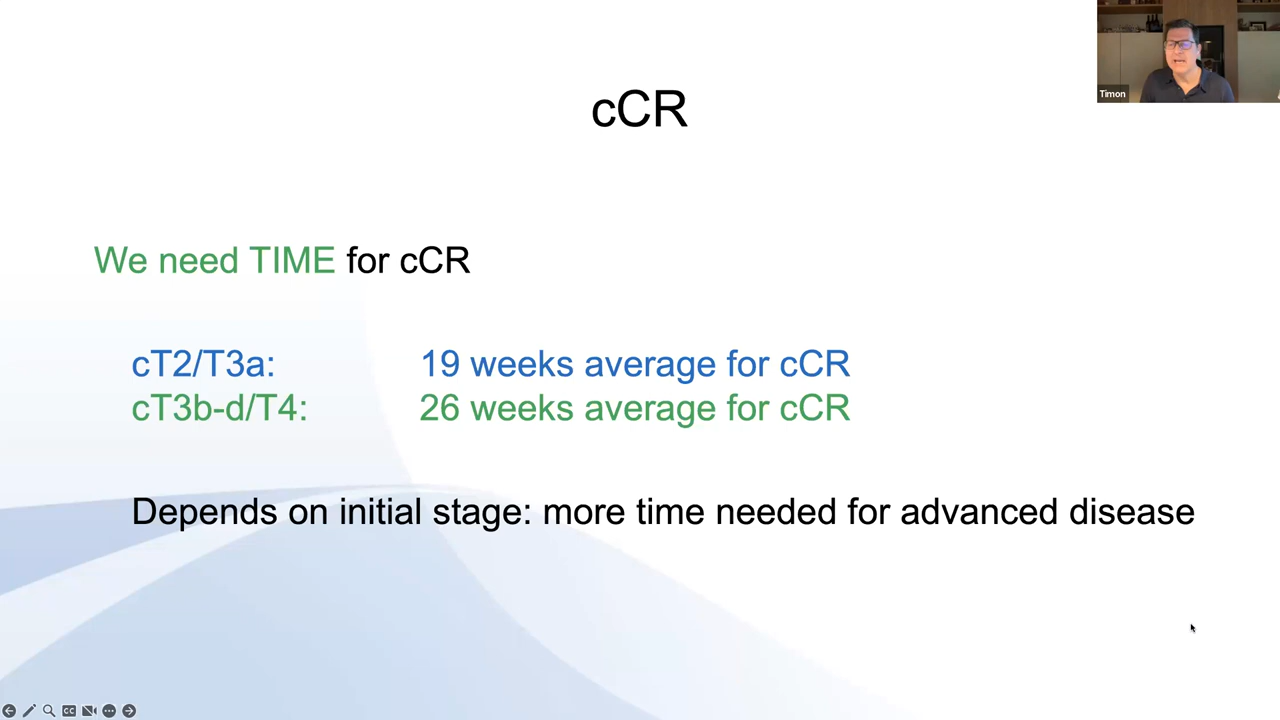 Timon
cCR
We need TIME for cCR
cT2/T3a: 19 weeks average for cCR
cT3b-d/T4: 26 weeks average for cCR
Depends on initial stage: more time needed for advanced disease
CC